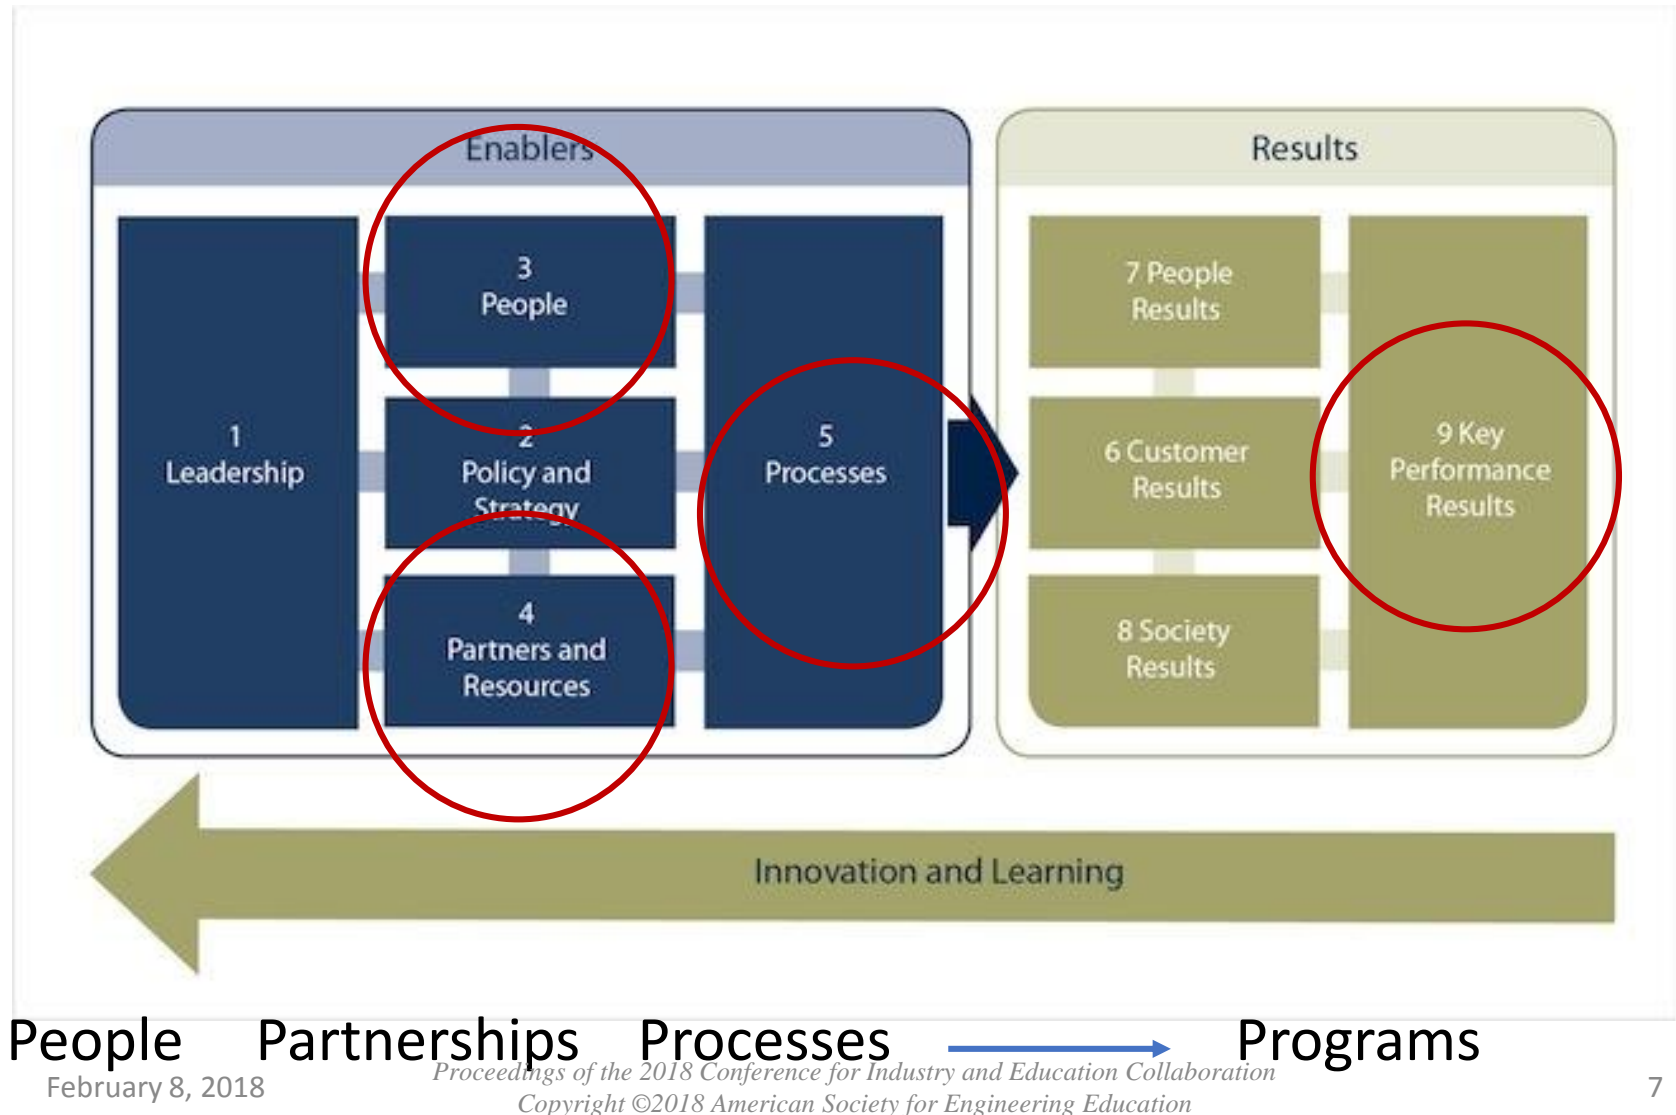 Enablers
Results
1
Leadership
3
People
2
Policy and
Strategy
4
Partners and
Resources
5
Processes
7 People
Results
6 Customer
Results
8 Society
Results
9 Key
Performance
Results
Innovation and Learning
People Partnerships Processes Programs
February 8, 2018
Proceedings of the 2018 Conference for Industry and Education Collaboration
Copyright ©2018 American Society for Engineering Education
7